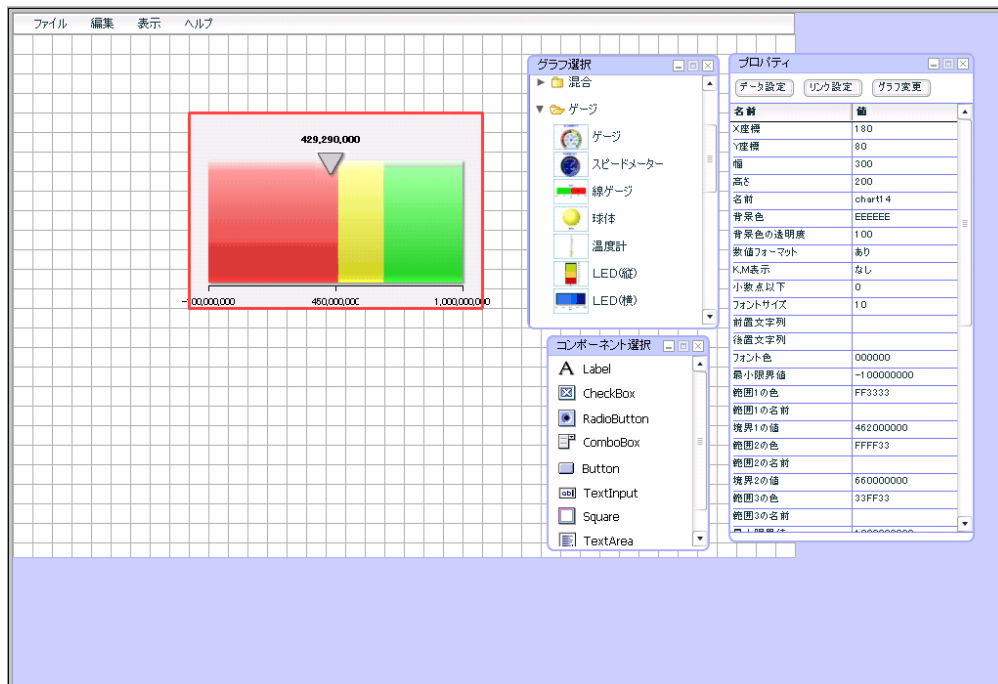 ファイル 編集 表示 ヘルプ
429,290,000
-100,000,000 450,000,000 1,000,000,000
グラフ選択
混合
ゲージ
ゲージ
スピードメーター
線ゲージ
球体
温度計
LED(縦)
LED(横)
コンポーネント選択
Label
CheckBox
RadioButton
ComboBox
Button
TextInput
Square
TextArea
プロパティ
データ設定 リンク設定 グラフ変更
名前 値
X座標 180
Y座標 80
幅 300
高さ 200
名前 chart14
背景色 EEEEEE
背景色の透明度 100
数値フォーマット あり
K,M表示 なし
小数点以下 0
フォントサイズ 10
前置文字列
後置文字列
フォント色 000000
最小限界値 -100000000
範囲1の色 FF3333
範囲1の名前
境界1の値 462000000
範囲2の色 FFFF33
範囲2の名前
境界2の値 660000000
範囲3の色 33FF33
範囲3の名前